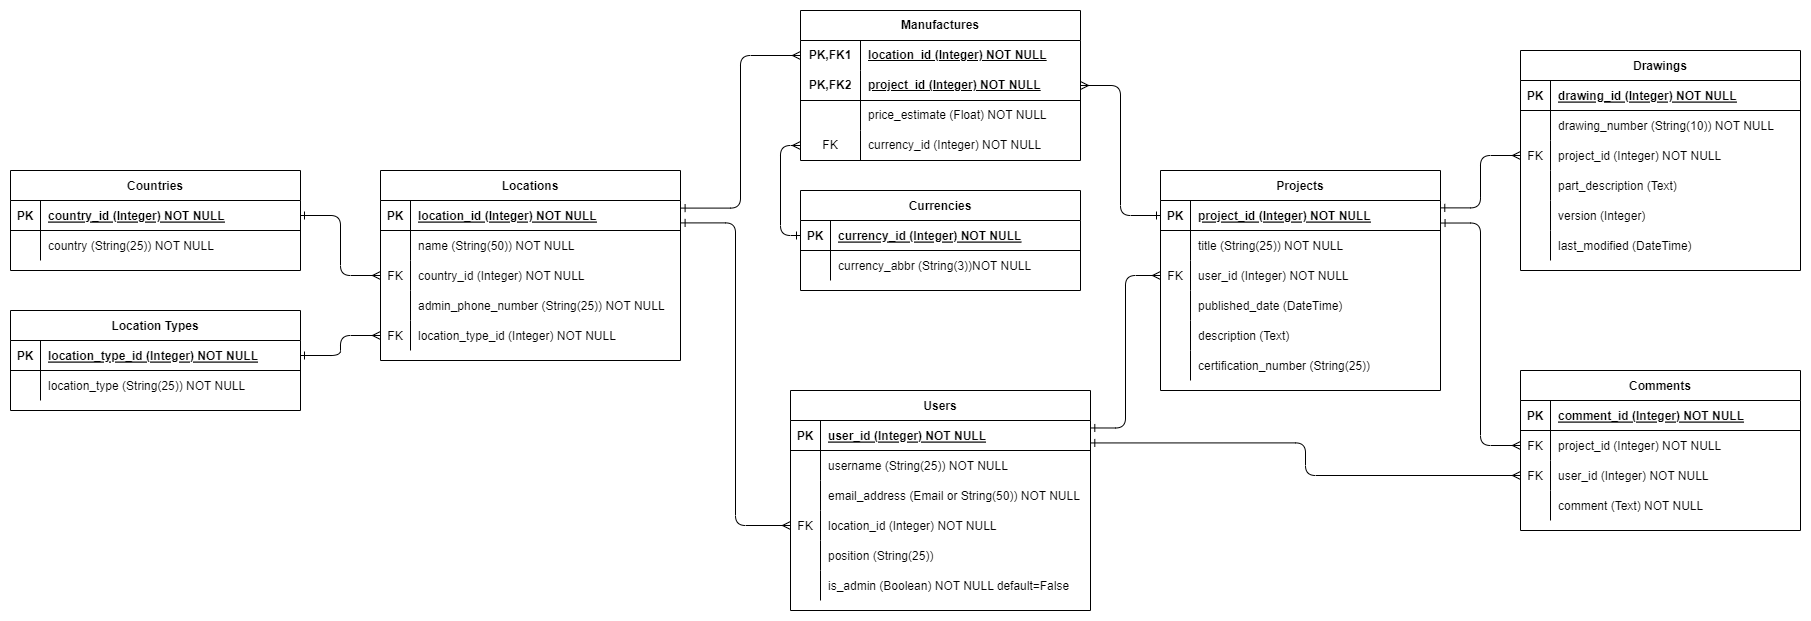 Manufactures
PK,FK1 location_id (Integer) NOT NULL
PK,FK2 project_id (Integer) NOT NULL
price_estimate (Float) NOT NULL
FK currency_id (Integer) NOT NULL
Drawings
PK drawing_id (Integer) NOT NULL
drawing_number (String(10)) NOT NULL
FK project_id (Integer) NOT NULL
part_description (Text)
version (Integer)
last_modified (DateTime)
Countries
PK country_id (Integer) NOT NULL
country (String(25)) NOT NULL
Locations
PK location_id (Integer) NOT NULL
name (String(50)) NOT NULL
FK country_id (Integer) NOT NULL
admin_phone_number (String(25)) NOT NULL
FK location_type_id (Integer) NOT NULL
Currencies
PK currency_id (Integer) NOT NULL
currency_abbr (String(3))NOT NULL
Projects
PK project_id (Integer) NOT NULL
title (String(25)) NOT NULL
FK user_id (Integer) NOT NULL
published_date (DateTime)
description (Text)
certification_number (String(25))
Location Types
PK location_type_id (Integer) NOT NULL
location_type (String(25)) NOT NULL
Users
PK user_id (Integer) NOT NULL
username (String(25)) NOT NULL
email_address (Email or String(50)) NOT NULL
FK location_id (Integer) NOT NULL
position (String(25))
is_admin (Boolean) NOT NULL default=False
Comments
PK comment_id (Integer) NOT NULL
FK project_id (Integer) NOT NULL
FK user_id (Integer) NOT NULL
comment (Text) NOT NULL